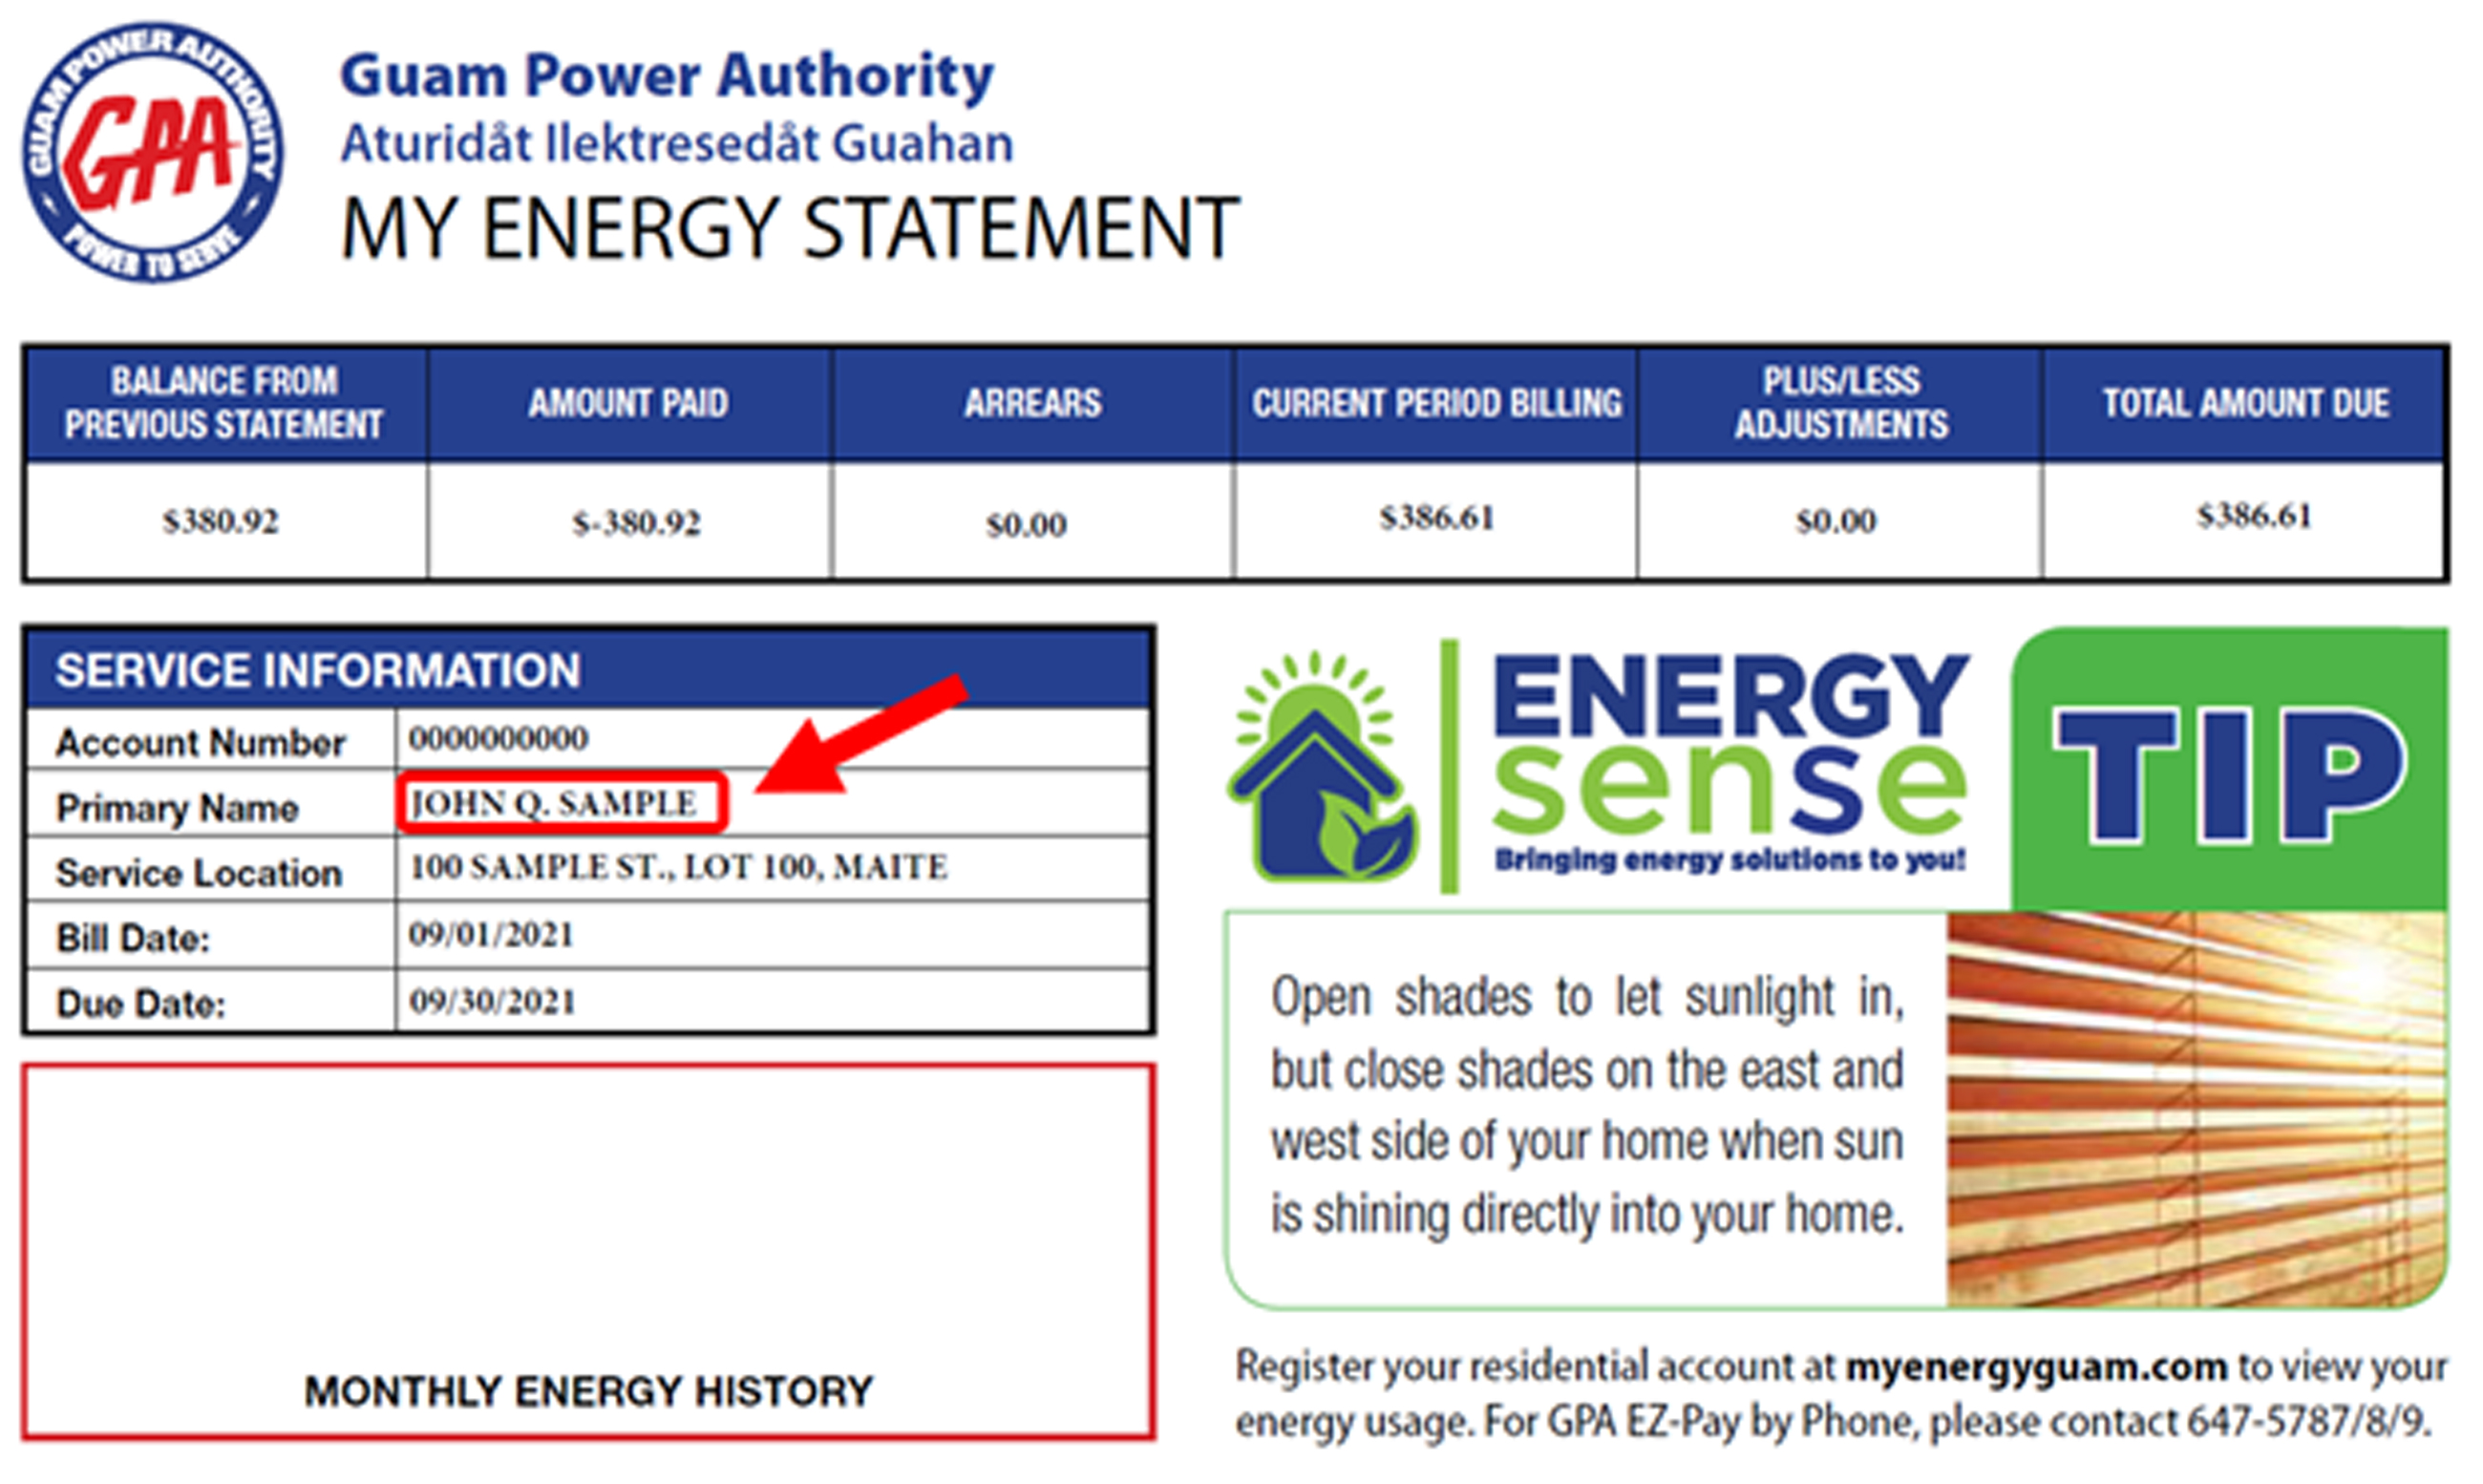 GUAM POWER AUTHORITY
GPA
POWER TO SERVE
Guam Power Authority
Aturidåt Ilektresedåt Guahan
MY ENERGY STATEMENT
BALANCE FROM
PREVIOUS STATEMENT
AMOUNT PAID
ARREARS
CURRENT PERIOD BILLING
PLUS/LESS
ADJUSTMENTS
TOTAL AMOUNT DUE
$380.92
$-380.92
$0.00
$386.61
$0.00
$386.61
SERVICE INFORMATION
Account Number 0000000000
Primary Name JOHN Q. SAMPLE
Service Location 100 SAMPLE ST., LOT 100, MAITE
Bill Date: 09/01/2021
Due Date: 09/30/2021
MONTHLY ENERGY HISTORY
ENERGY
sense
Bringing energy solutions to you!
TIP
Open shades to let sunlight in,
but close shades on the east and
west side of your home when sun
is shining directly into your home.
Register your residential account at myenergyguam.com to view your
energy usage. For GPA EZ-Pay by Phone, please contact 647-5787/8/9.